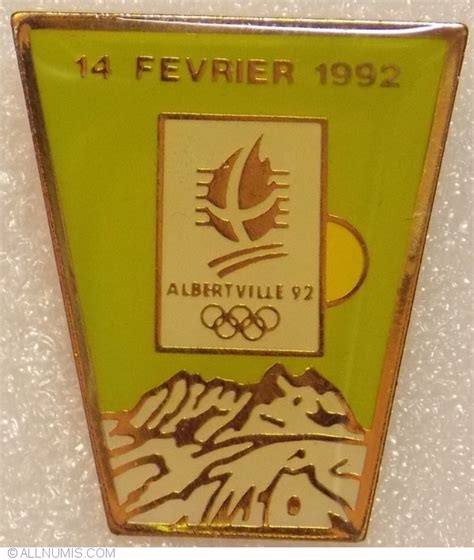 14 FEVRIER 1992
ALBERTVILLE 92
© ALLNUMIS.COM